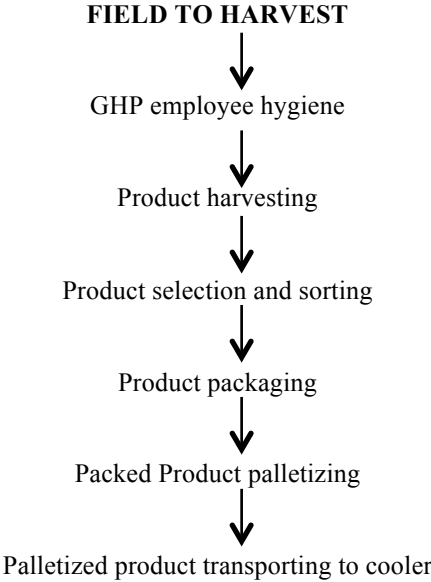 FIELD TO HARVEST
GHP employee hygiene
Product harvesting
Product selection and sorting
Product packaging
Packed Product palletizing
Palletized product transporting to cooler